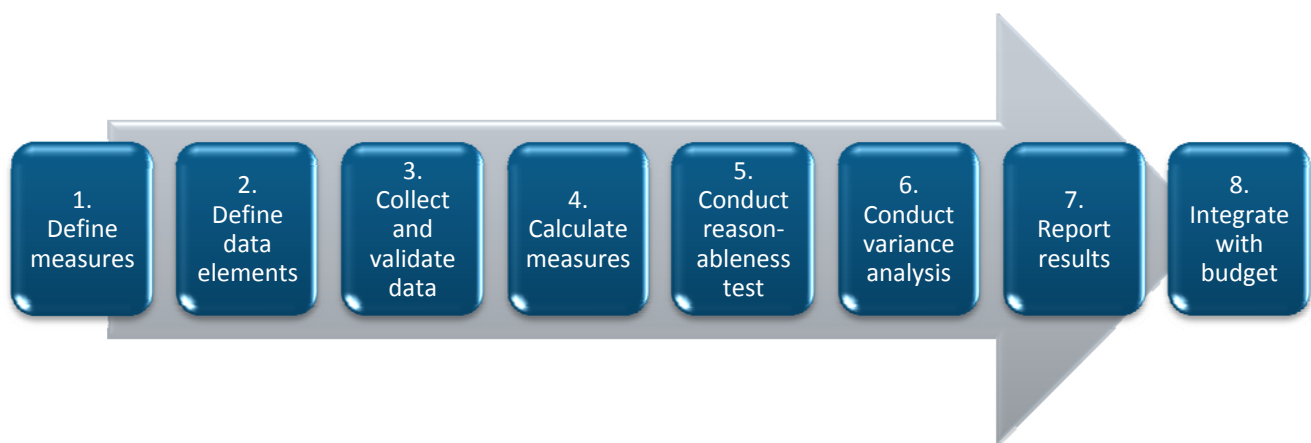 1.
Define
measures
2.
Define
data
elements
3.
Collect
and
validate
data
4.
Calculate
measures
5.
Conduct
reason-
ableness
test
6.
Conduct
variance
analysis
7.
Report
results
8.
Integrate
with
budget